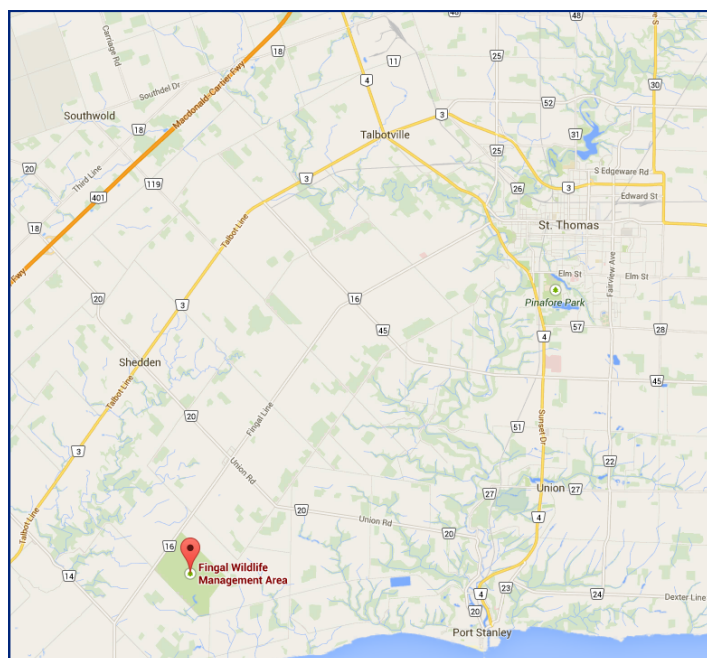 Carriage Rd
48
18
Southdel Dr
Macdonald-Cartier Fwy
11
25
4
30
52
Southwold
18
3
Talbotville
31
25
20
Third Line
119
401
3
S Edgeware Rd
26
3
Edward St
18
Talbot Line
St. Thomas
Fwy
Elm St
Elm St
Fairview Ave
Pinafore Park
20
3
16
57
28
45
4
Shedden
45
Talbot Line
20
Fingal Line
Sunset Dr
51
3
Union Rd
22
27
Union
27
20
Union Rd
20
4
Talbot Line
16
14
Fingal Wildlife
Management Area
23
24
4
20
Dexter Line
Port Stanley